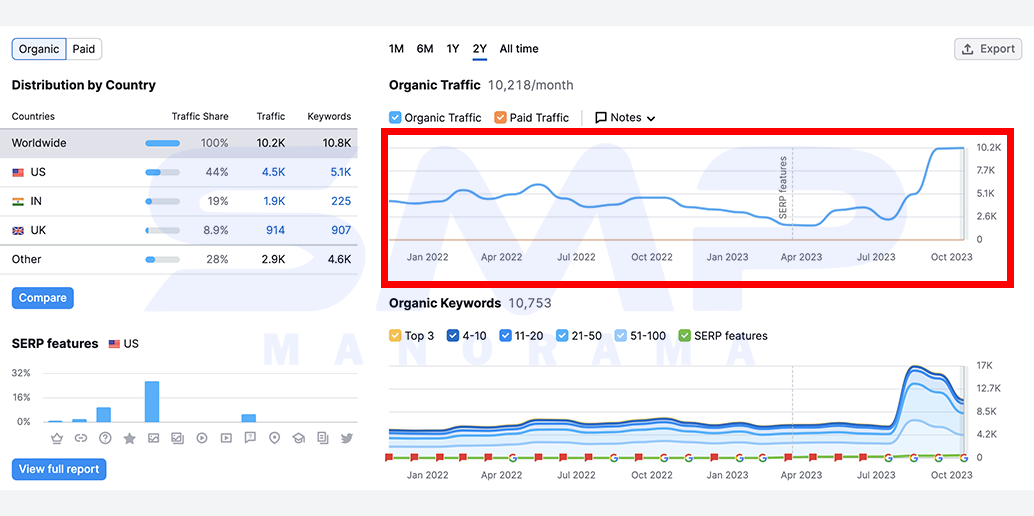 Organic Paid
1M 6M 1Y 2Y All time
Export
Distribution by Country
Countries Traffic Share Traffic Keywords
Worldwide 100% 10.2K 10.8K
US 44% 4.5K 5.1K
IN 19% 1.9K 225
UK 8.9% 914 907
Other 28% 2.9K 4.6K
Compare
SERP features US
32%
16%
0%
View full report
Organic Traffic 10,218/month
Organic Traffic Paid Traffic Notes
SERP features
10.2K
7.7K
5.1K
2.6K
0
Jan 2022 Apr 2022 Jul 2022 Oct 2022 Jan 2023 Apr 2023 Jul 2023 Oct 2023
Organic Keywords 10,753
Top 3 4-10 11-20 21-50 51-100 SERP features
17K
12.7K
8.5K
4.2K
0
Jan 2022 Apr 2022 Jul 2022 Oct 2022 Jan 2023 Apr 2023 Jul 2023 Oct 2023
SMP
MANORAMA